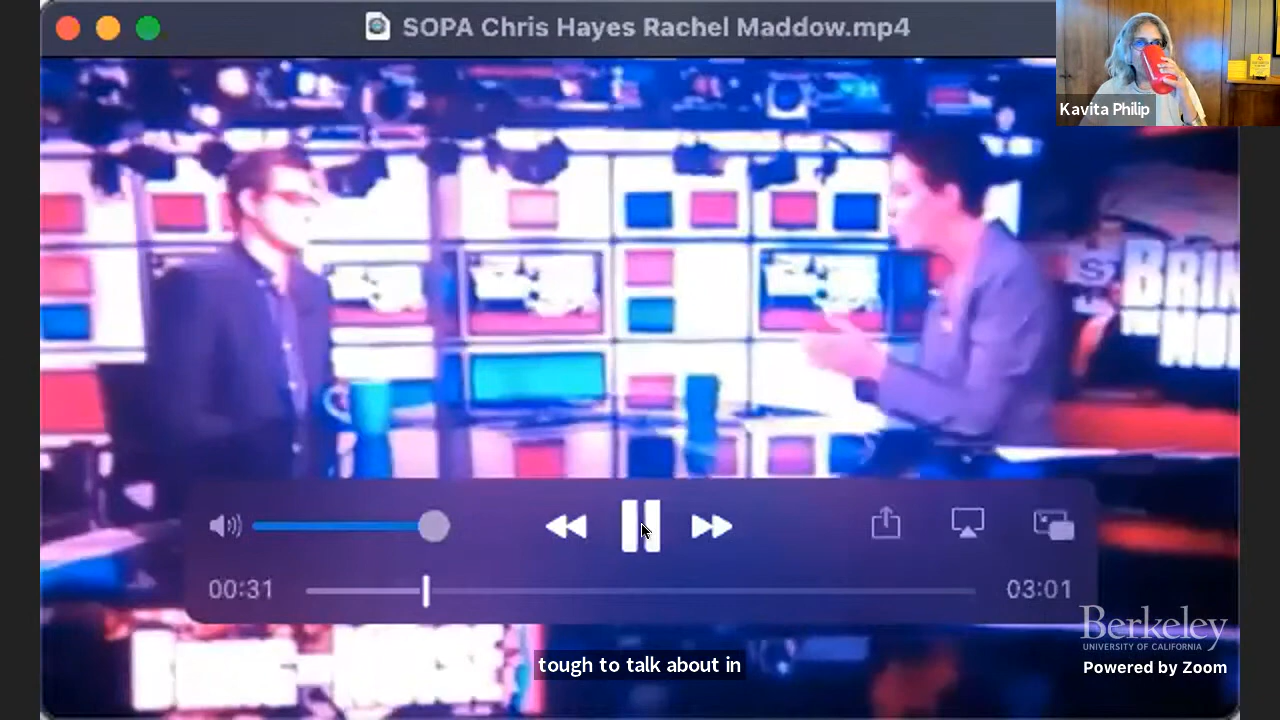 SOPA Chris Hayes Rachel Maddow.mp4
Kavita Philip
BRIN
00:31
03:01
Berkeley
UNIVERSITY OF CALIFORNIA
Powered by Zoom
tough to talk about in